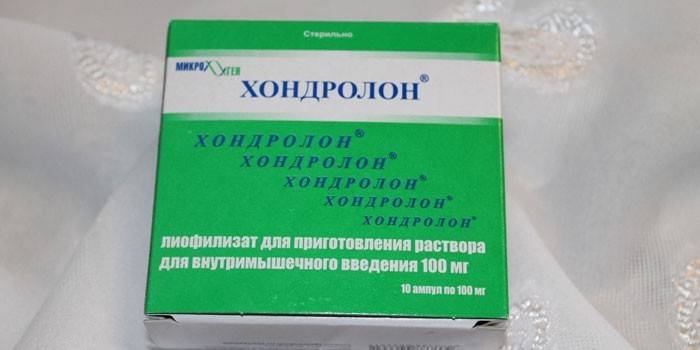 Стерильно
МИКРОГЕН
ХОНДРОЛОН®
ХОНДРОЛОН®
ХОНДРОЛОН®
ХОНДРОЛОН®
ХОНДРОЛОН®
ХОНДРОЛОН®
лиофилизат для приготовления раствора
для внутримышечного введения 100 мг
10 ампул по 100 мг